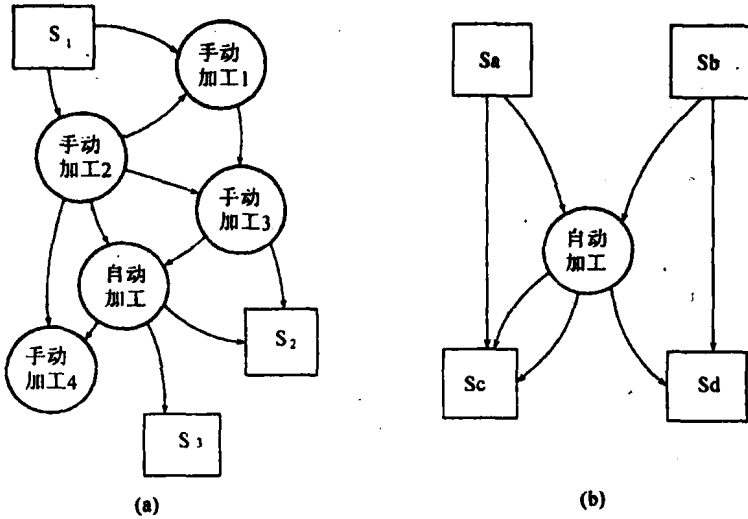 S₁
手动
加工1
手动
加工2
手动
加工3
自动
加工
手动
加工4
S₂
S₃
(a)
Sa
Sb
自动
加工
Sc
Sd
(b)